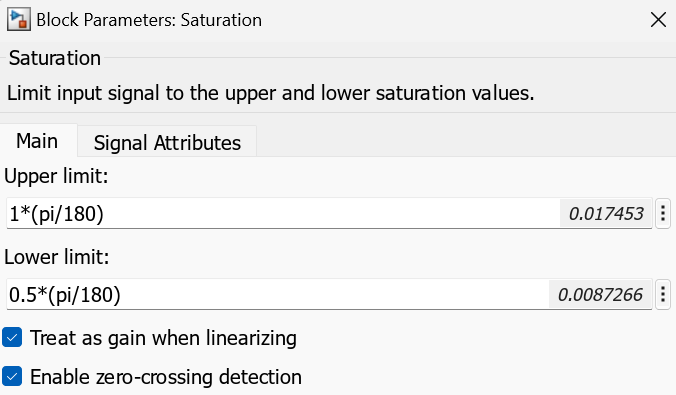 Block Parameters: Saturation
Saturation
Limit input signal to the upper and lower saturation values.
Main Signal Attributes
Upper limit:
1*(pi/180) 0.017453
Lower limit:
0.5*(pi/180) 0.0087266
Treat as gain when linearizing
Enable zero-crossing detection